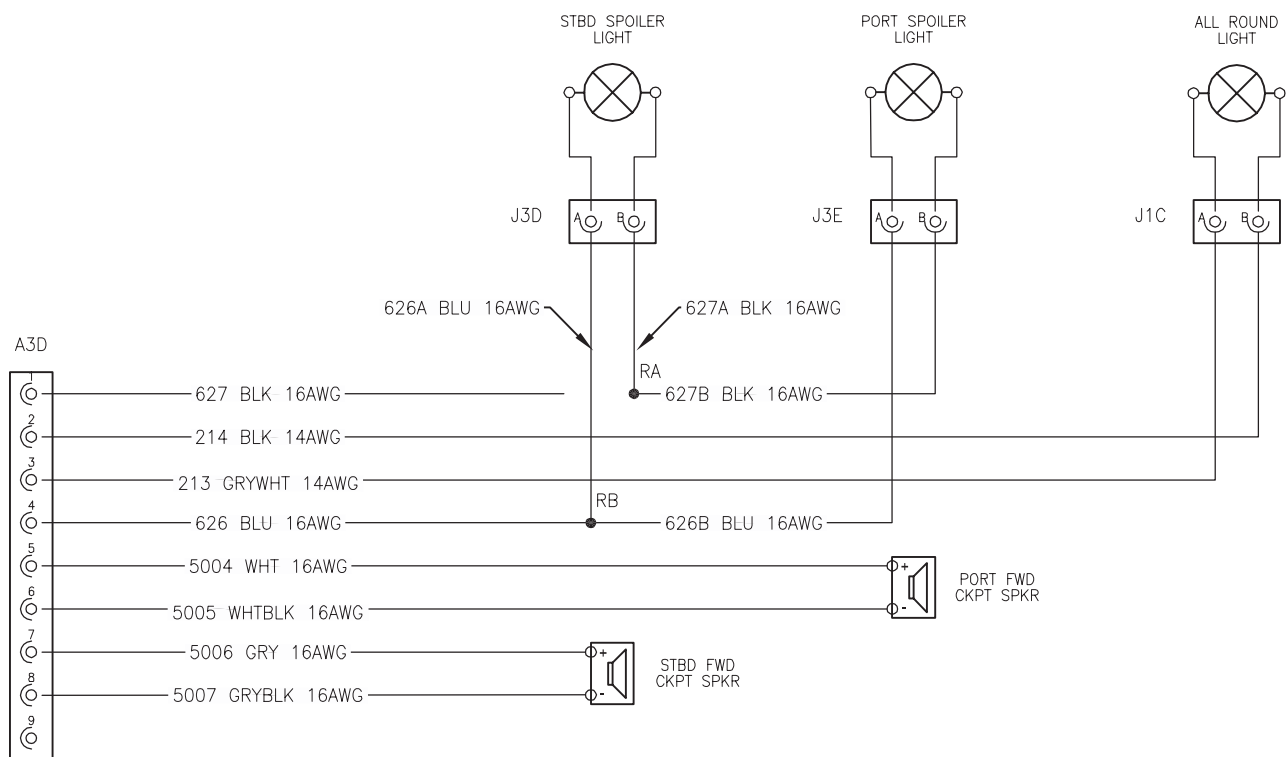 STBD SPOILER
LIGHT
PORT SPOILER
LIGHT
ALL ROUND
LIGHT
J3D
A
B
J3E
A
B
J1C
A
B
626A BLU 16AWG
627A BLK 16AWG
A3D
RA
1
627 BLK 16AWG
627B BLK 16AWG
2
214 BLK 14AWG
3
213 GRYWHT 14AWG
RB
4
626 BLU 16AWG
626B BLU 16AWG
5
5004 WHT 16AWG
+
PORT FWD
CKPT SPKR
6
5005 WHTBLK 16AWG
-
7
5006 GRY 16AWG
+
STBD FWD
CKPT SPKR
8
5007 GRYBLK 16AWG
-
9